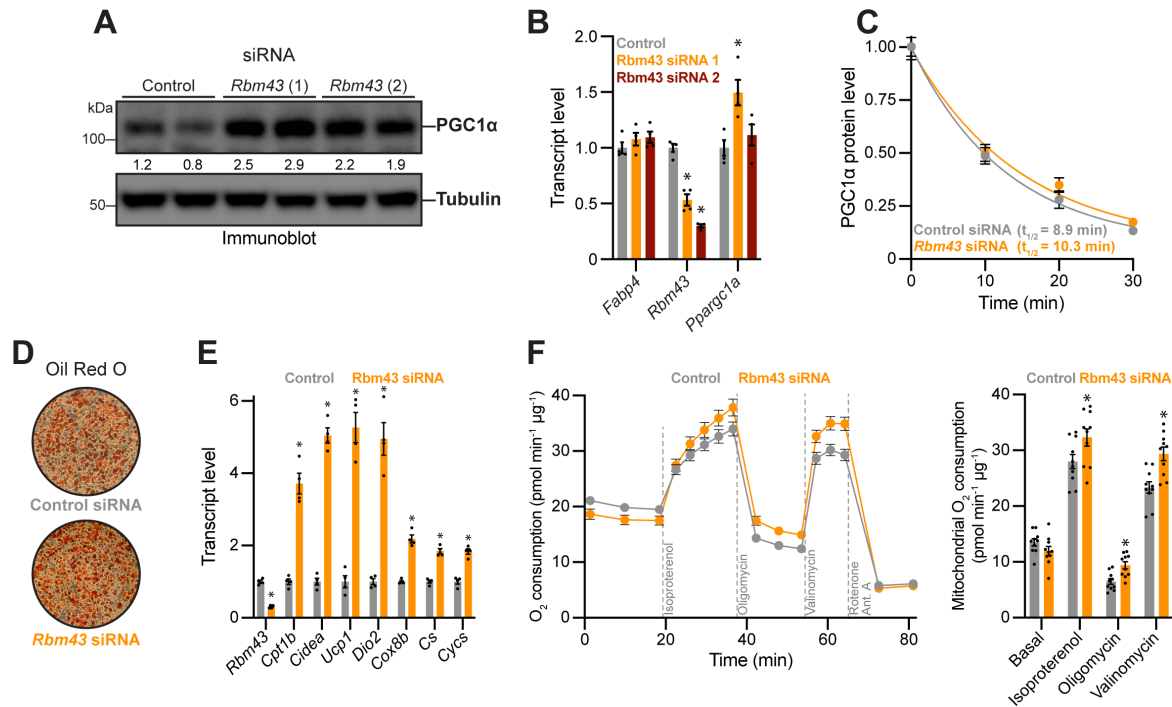 A
siRNA
Control
Rbm43 (1)
Rbm43 (2)
kDa
100
PGC1α
1.2 0.8 2.5 2.9 2.2 1.9
50
Tubulin
Immunoblot
B
Control
Rbm43 siRNA 1
Rbm43 siRNA 2
Transcript level
2.0
1.5
1.0
0.5
0
*
* *
Fabp4
Rbm43
Ppargc1a
C
PGC1α protein level
1.00
0.75
0.50
0.25
0
Control siRNA (t1/2 = 8.9 min)
Rbm43 siRNA (t1/2 = 10.3 min)
0 10 20 30
Time (min)
D
Oil Red O
Control siRNA
Rbm43 siRNA
E
Control Rbm43 siRNA
Transcript level
6
4
2
0
* * * * * * * *
Rbm43
Cpt1b
Cidea
Ucp1
Dio2
Cox8b
Cs
Cycs
F
Control Rbm43 siRNA
O2 consumption (pmol min-1 µg-1)
40
30
20
10
0
Isoproterenol
Oligomycin
Valinomycin
Rotenone
Ant. A
0 20 40 60 80
Time (min)
Control Rbm43 siRNA
Mitochondrial O2 consumption
(pmol min-1 µg-1)
40
30
20
10
0
* * *
Basal
Isoproterenol
Oligomycin
Valinomycin